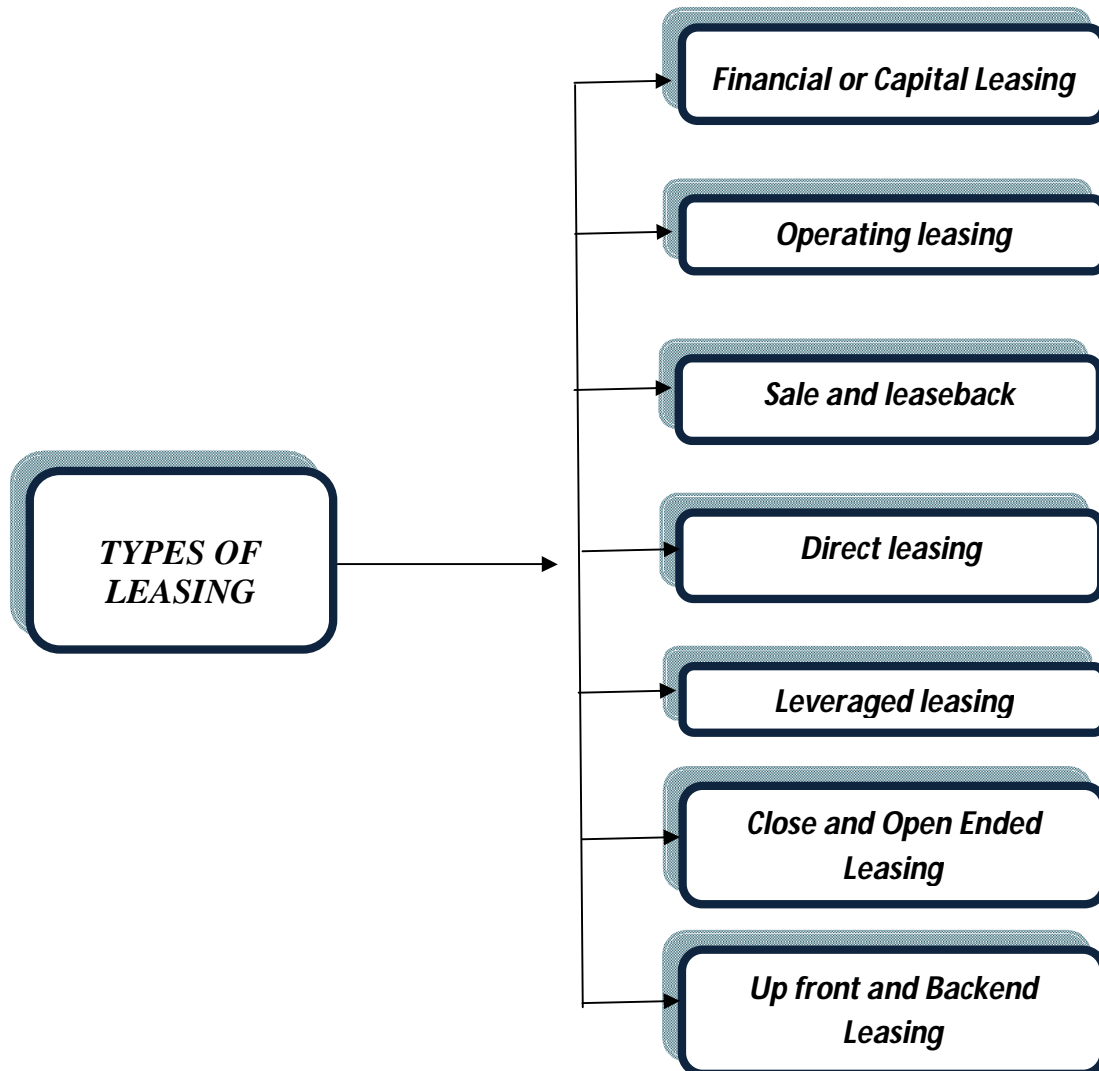 Financial or Capital Leasing
Operating leasing
Sale and leaseback
Direct leasing
TYPES OF
LEASING
Leveraged leasing
Close and Open Ended
Leasing
Up front and Backend
Leasing